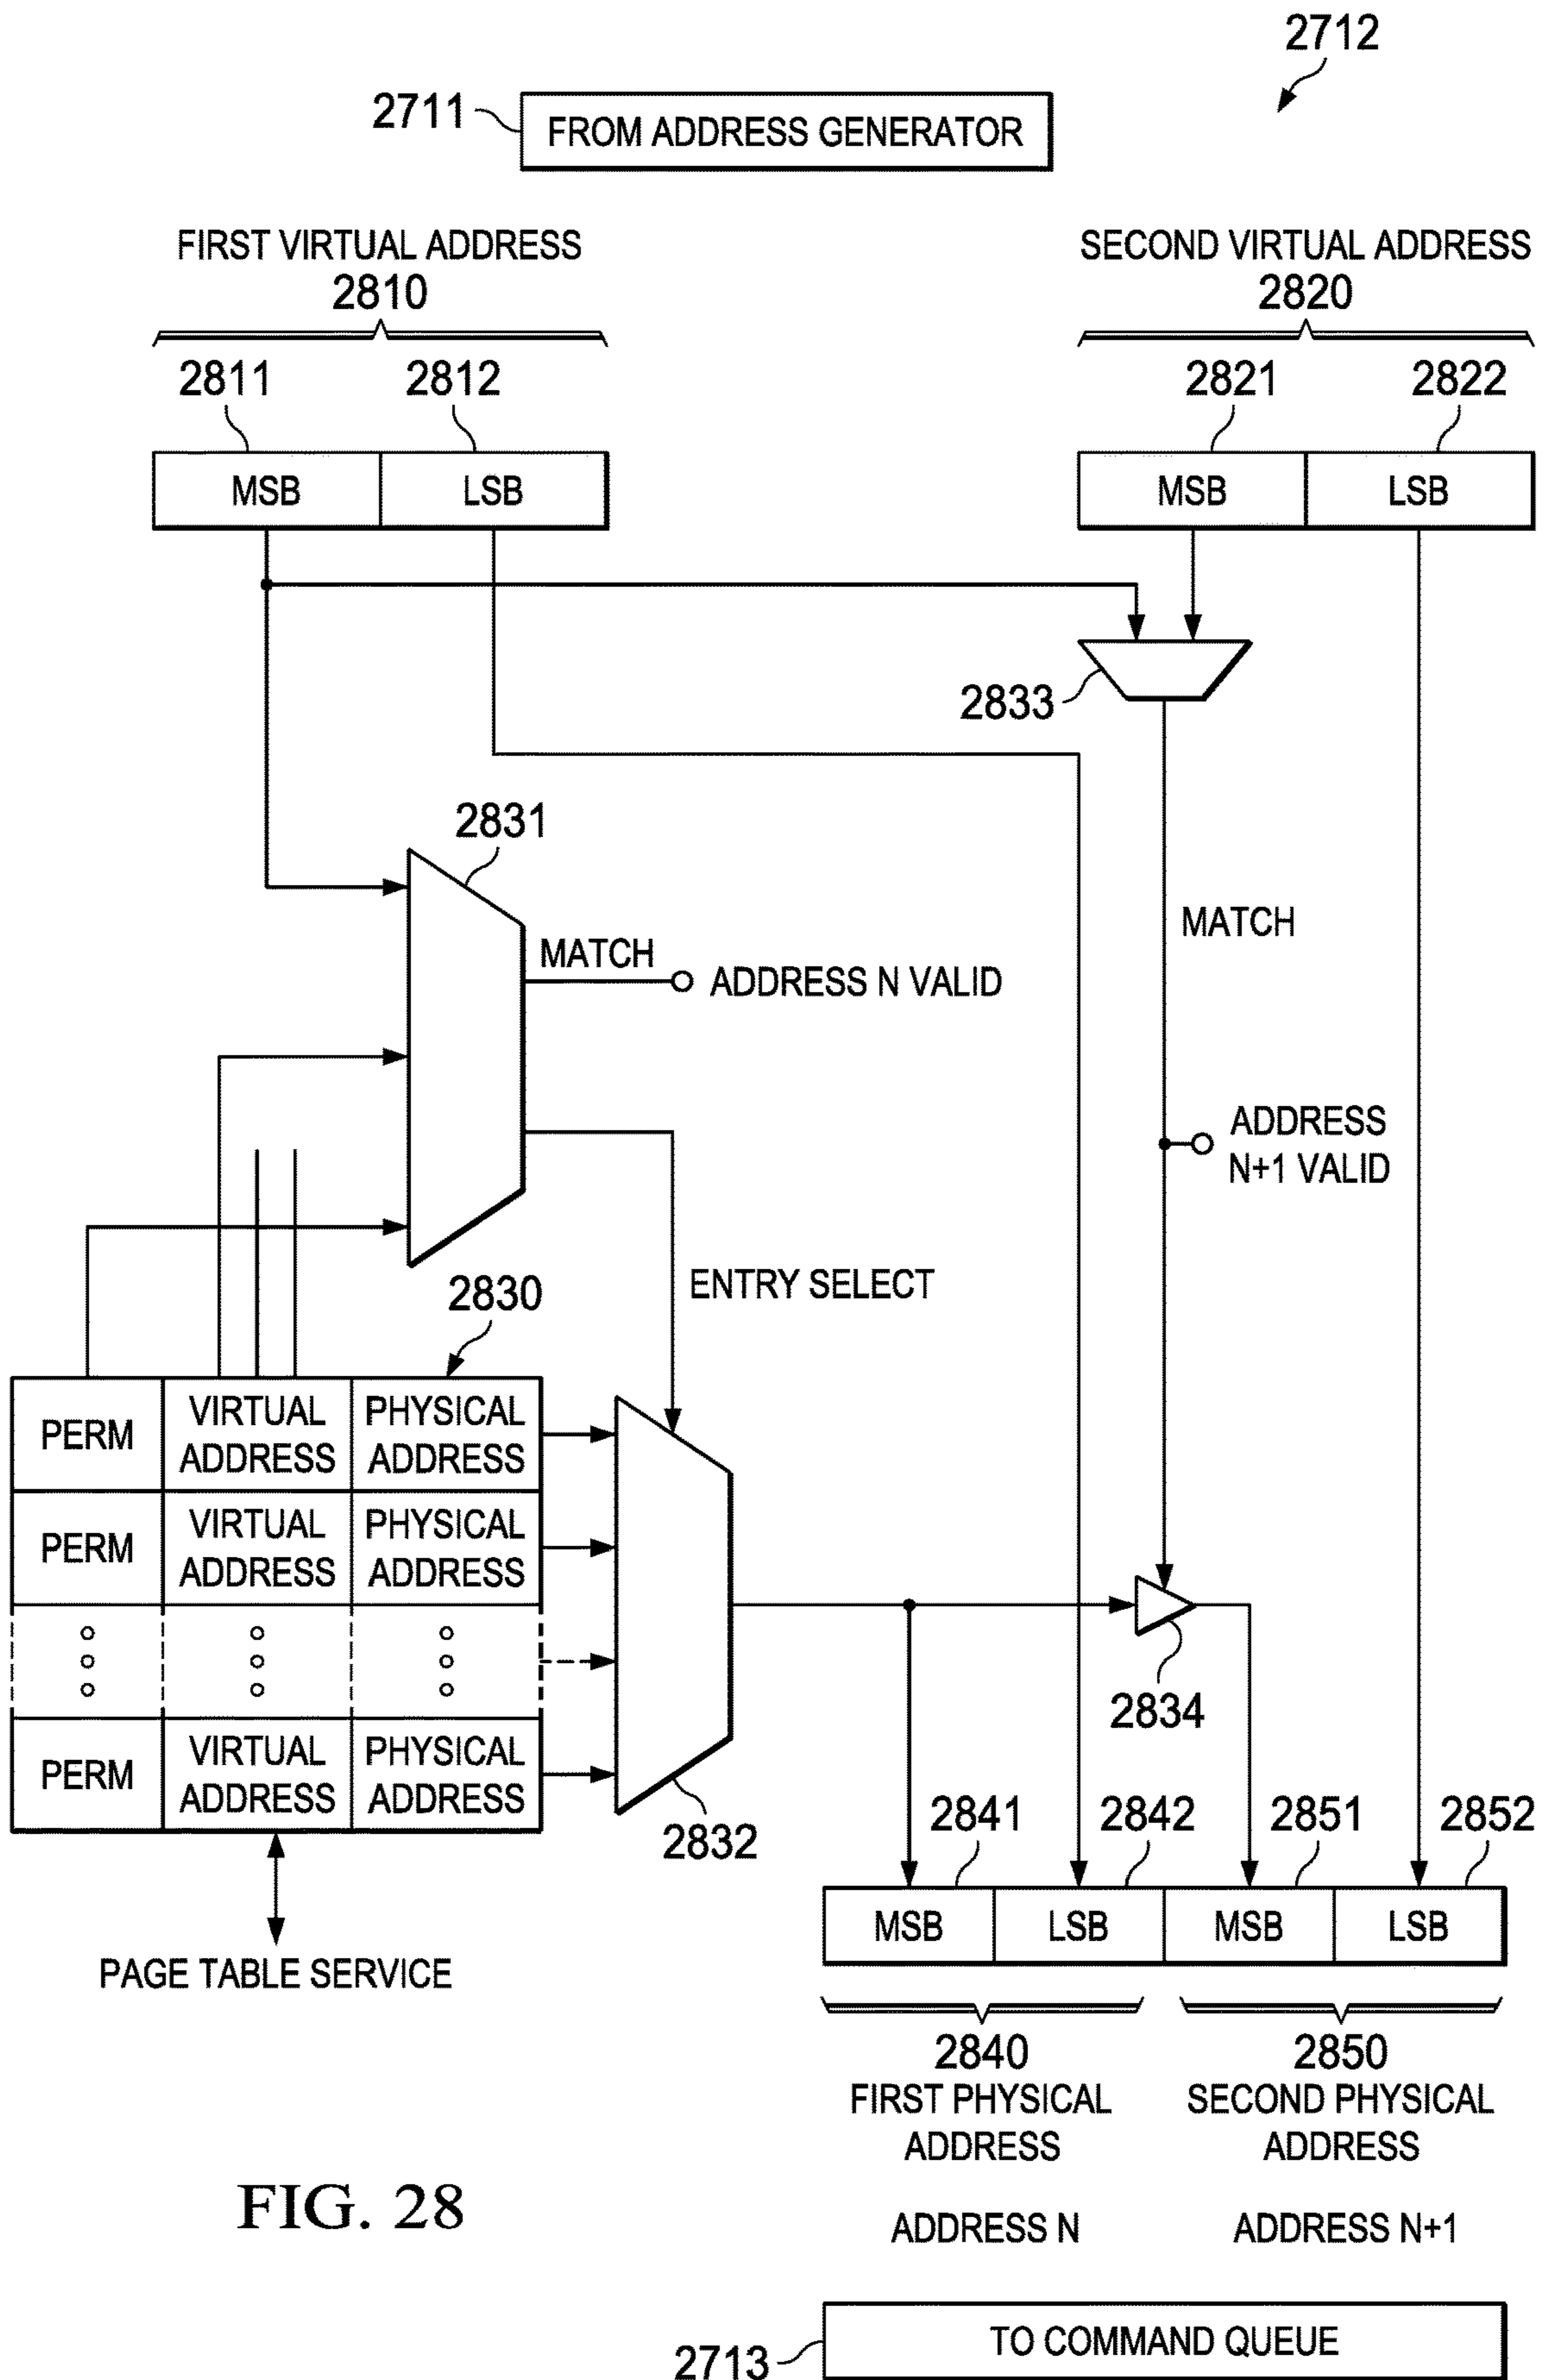 2712
2711
FROM ADDRESS GENERATOR
FIRST VIRTUAL ADDRESS
2810
SECOND VIRTUAL ADDRESS
2820
2811
2812
2821
2822
MSB
LSB
MSB
LSB
2833
2831
MATCH
MATCH
ADDRESS N VALID
ADDRESS
N+1 VALID
2830
ENTRY SELECT
PERM
VIRTUAL
ADDRESS
PHYSICAL
ADDRESS
PERM
VIRTUAL
ADDRESS
PHYSICAL
ADDRESS
2834
PERM
VIRTUAL
ADDRESS
PHYSICAL
ADDRESS
2832
2841
2842
2851
2852
MSB
LSB
MSB
LSB
PAGE TABLE SERVICE
2840
FIRST PHYSICAL
ADDRESS
2850
SECOND PHYSICAL
ADDRESS
FIG. 28
ADDRESS N
ADDRESS N+1
2713
TO COMMAND QUEUE